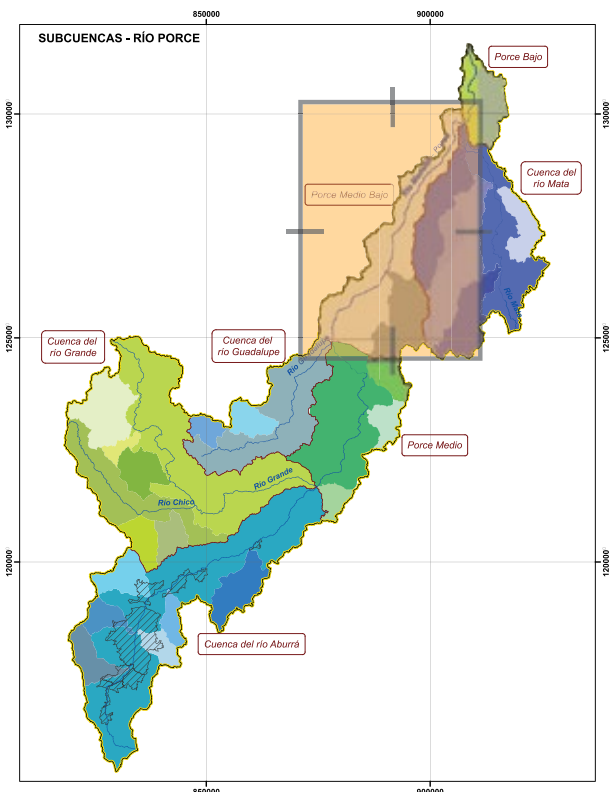 850000
900000
SUBCUENCAS - RÍO PORCE
Porce Bajo
130000
130000
Cuenca del
río Mata
Porce Medio Bajo
Río Mata
125000
125000
Cuenca del
río Grande
Cuenca del
río Guadalupe
Porce Medio
Río Grande
Río Chico
120000
120000
Cuenca del río Aburrá
850000
900000